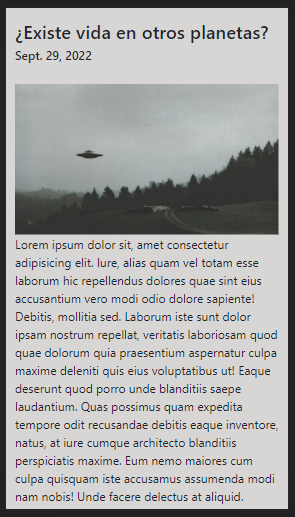 ¿Existe vida en otros planetas?
Sept. 29, 2022
Lorem ipsum dolor sit, amet consectetur
adipisicing elit. Iure, alias quam vel totam esse
laborum hic repellendus dolores quae sint eius
accusantium vero modi odio dolore sapiente!
Debitis, mollitia sed. Laborum iste sunt dolor
ipsam nostrum repellat, veritatis laboriosam quod
quae dolorum quia praesentium aspernatur culpa
maxime deleniti quis eius voluptatibus ut! Eaque
deserunt quod porro unde blanditiis saepe
laudantium. Quas possimus quam expedita
tempore odit recusandae debitis eaque inventore,
natus, at iure cumque architecto blanditiis
perspiciatis maxime. Eum nemo maiores cum
culpa quisquam iste accusamus assumenda modi
nam nobis! Unde facere delectus at aliquid.